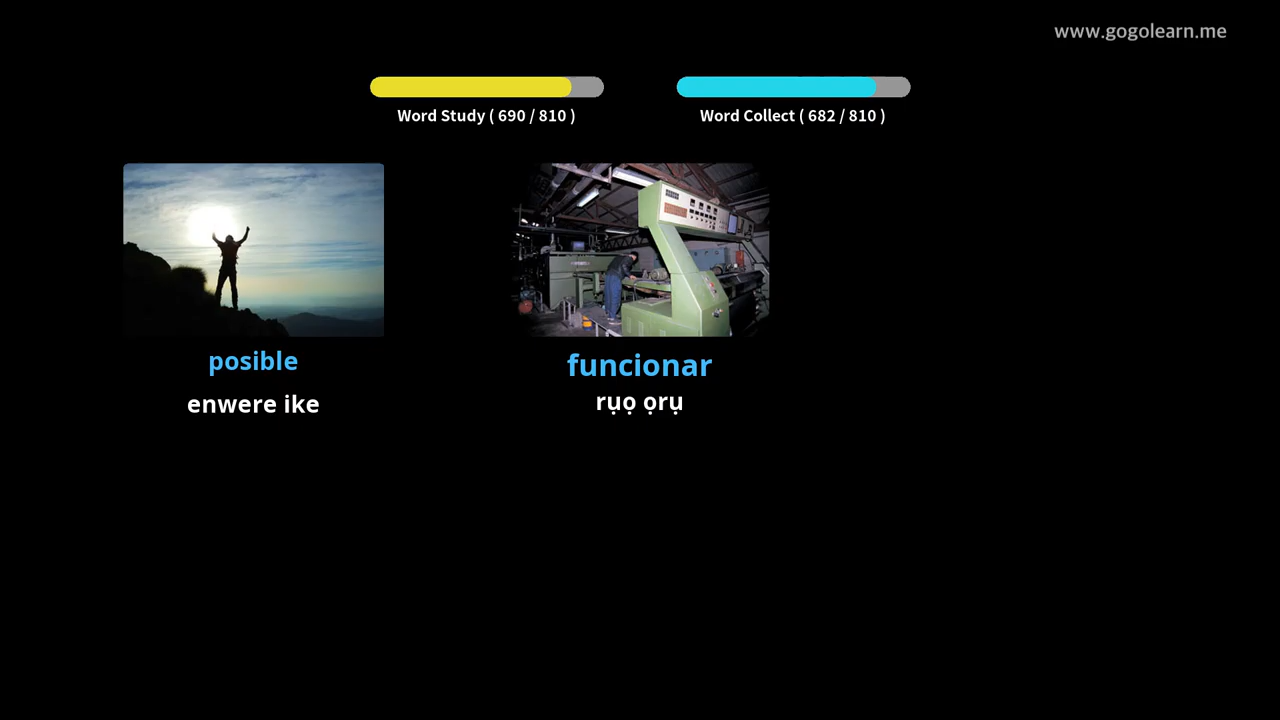 www.gogolearn.me
Word Study ( 690 / 810 )
Word Collect ( 682 / 810 )
posible
enwere ike
funcionar
rụọ ọrụ